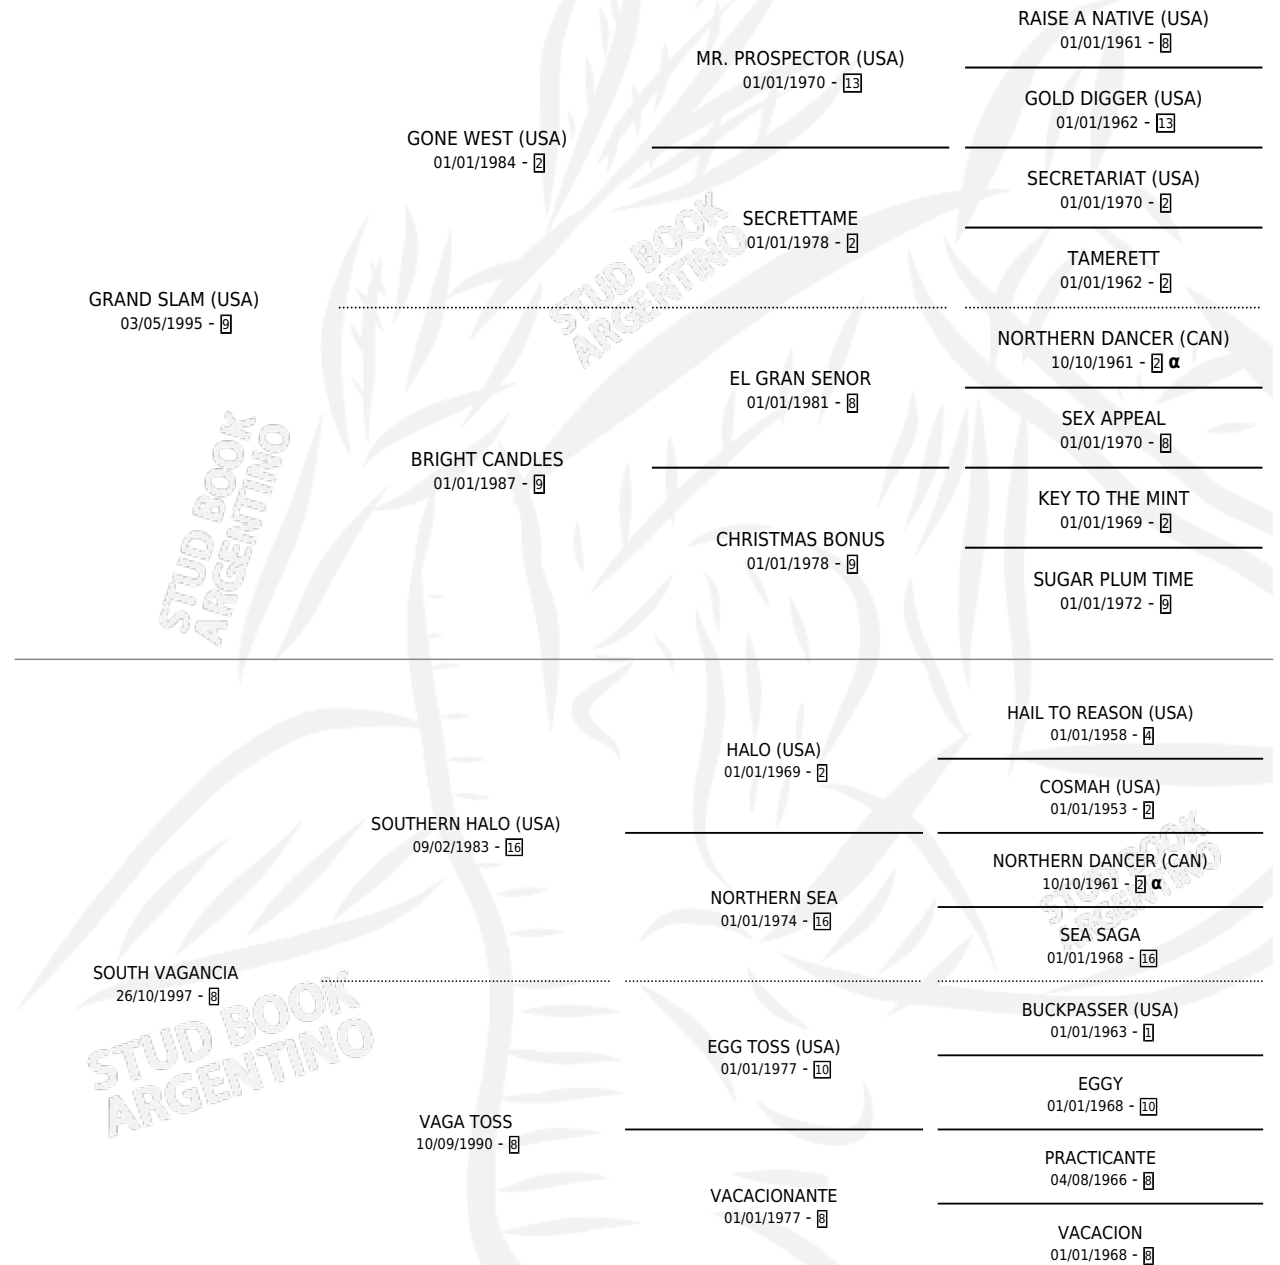 RAISE A NATIVE (USA)
01/01/1961 - 8
MR. PROSPECTOR (USA)
01/01/1970 - 13
GOLD DIGGER (USA)
01/01/1962 - 13
GONE WEST (USA)
01/01/1984 - 2
SECRETARIAT (USA)
01/01/1970 - 2
SECRETTAME
01/01/1978 - 2
TAMERETT
01/01/1962 - 2
GRAND SLAM (USA)
03/05/1995 - 9
NORTHERN DANCER (CAN)
10/10/1961 - 2 α
EL GRAN SENOR
01/01/1981 - 8
SEX APPEAL
01/01/1970 - 8
BRIGHT CANDLES
01/01/1987 - 9
KEY TO THE MINT
01/01/1969 - 2
CHRISTMAS BONUS
01/01/1978 - 9
SUGAR PLUM TIME
01/01/1972 - 9
HAIL TO REASON (USA)
01/01/1958 - 4
HALO (USA)
01/01/1969 - 2
COSMAH (USA)
01/01/1953 - 2
SOUTHERN HALO (USA)
09/02/1983 - 16
NORTHERN DANCER (CAN)
10/10/1961 - 2 α
NORTHERN SEA
01/01/1974 - 16
SEA SAGA
01/01/1968 - 16
SOUTH VAGANCIA
26/10/1997 - 8
BUCKPASSER (USA)
01/01/1963 - 1
EGG TOSS (USA)
01/01/1977 - 10
EGGY
01/01/1968 - 10
VAGA TOSS
10/09/1990 - 8
PRACTICANTE
04/08/1966 - 8
VACACIONANTE
01/01/1977 - 8
VACACION
01/01/1968 - 8
STUD BOOK
ARGENTINO
STUD BOOK
ARGENTINO
STUD BOOK
ARGENTINO
STUD BOOK
ARGENTINO